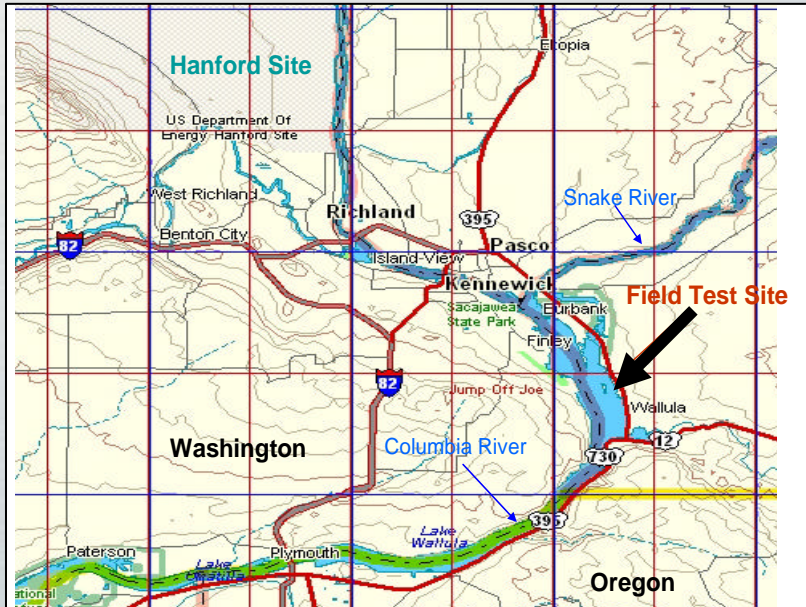 Eltopia
Hanford Site
US Department Of
Energy Hanford Site
West Richland
Snake River
Richland
395
Benton City
Pasco
82
Island View
Kennewick
Field Test Site
Sacajawea
State Park
Burbank
Finley
82
Jump Off Joe
Wallula
12
Washington
Columbia River
730
395
Lake
Wallula
Paterson
Plymouth
Lake
Umatilla
Oregon
ational